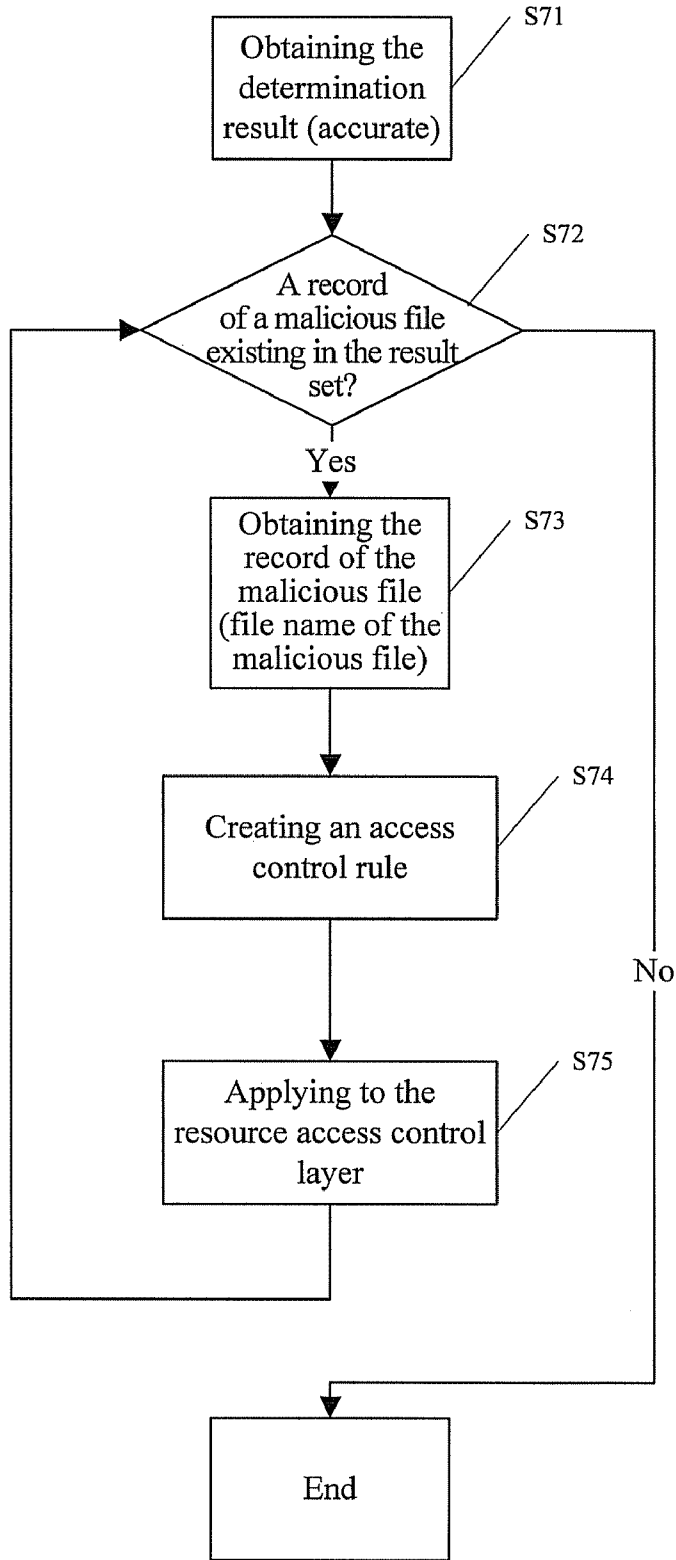 S71
Obtaining the
determination
result (accurate)
S72
A record
of a malicious file
existing in the result
set?
Yes
S73
Obtaining the
record of the
malicious file
(file name of the
malicious file)
S74
Creating an access
control rule
No
S75
Applying to the
resource access control
layer
End